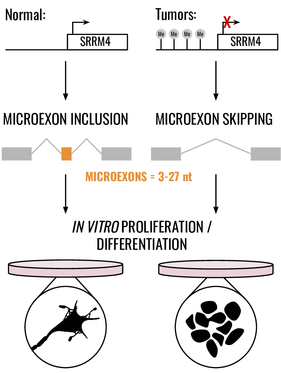 Normal:
Tumors:
SRRM4
Me Me Me Me
X
SRRM4
MICROEXON INCLUSION
MICROEXON SKIPPING
MICROEXONS = 3-27 nt
IN VITRO PROLIFERATION /
DIFFERENTIATION